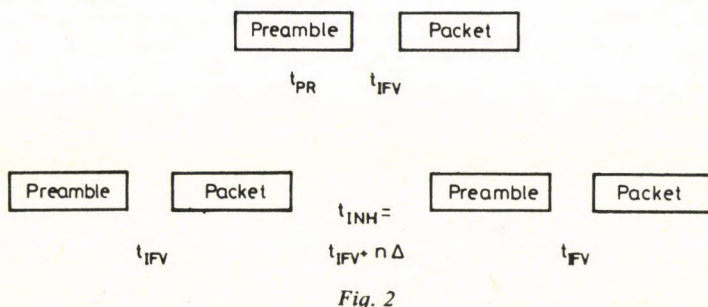 Preamble Packet
t_PR t_IFV
Preamble Packet Preamble Packet
t_INH =
t_IFV t_IFV + n Δ t_IFV
Fig. 2